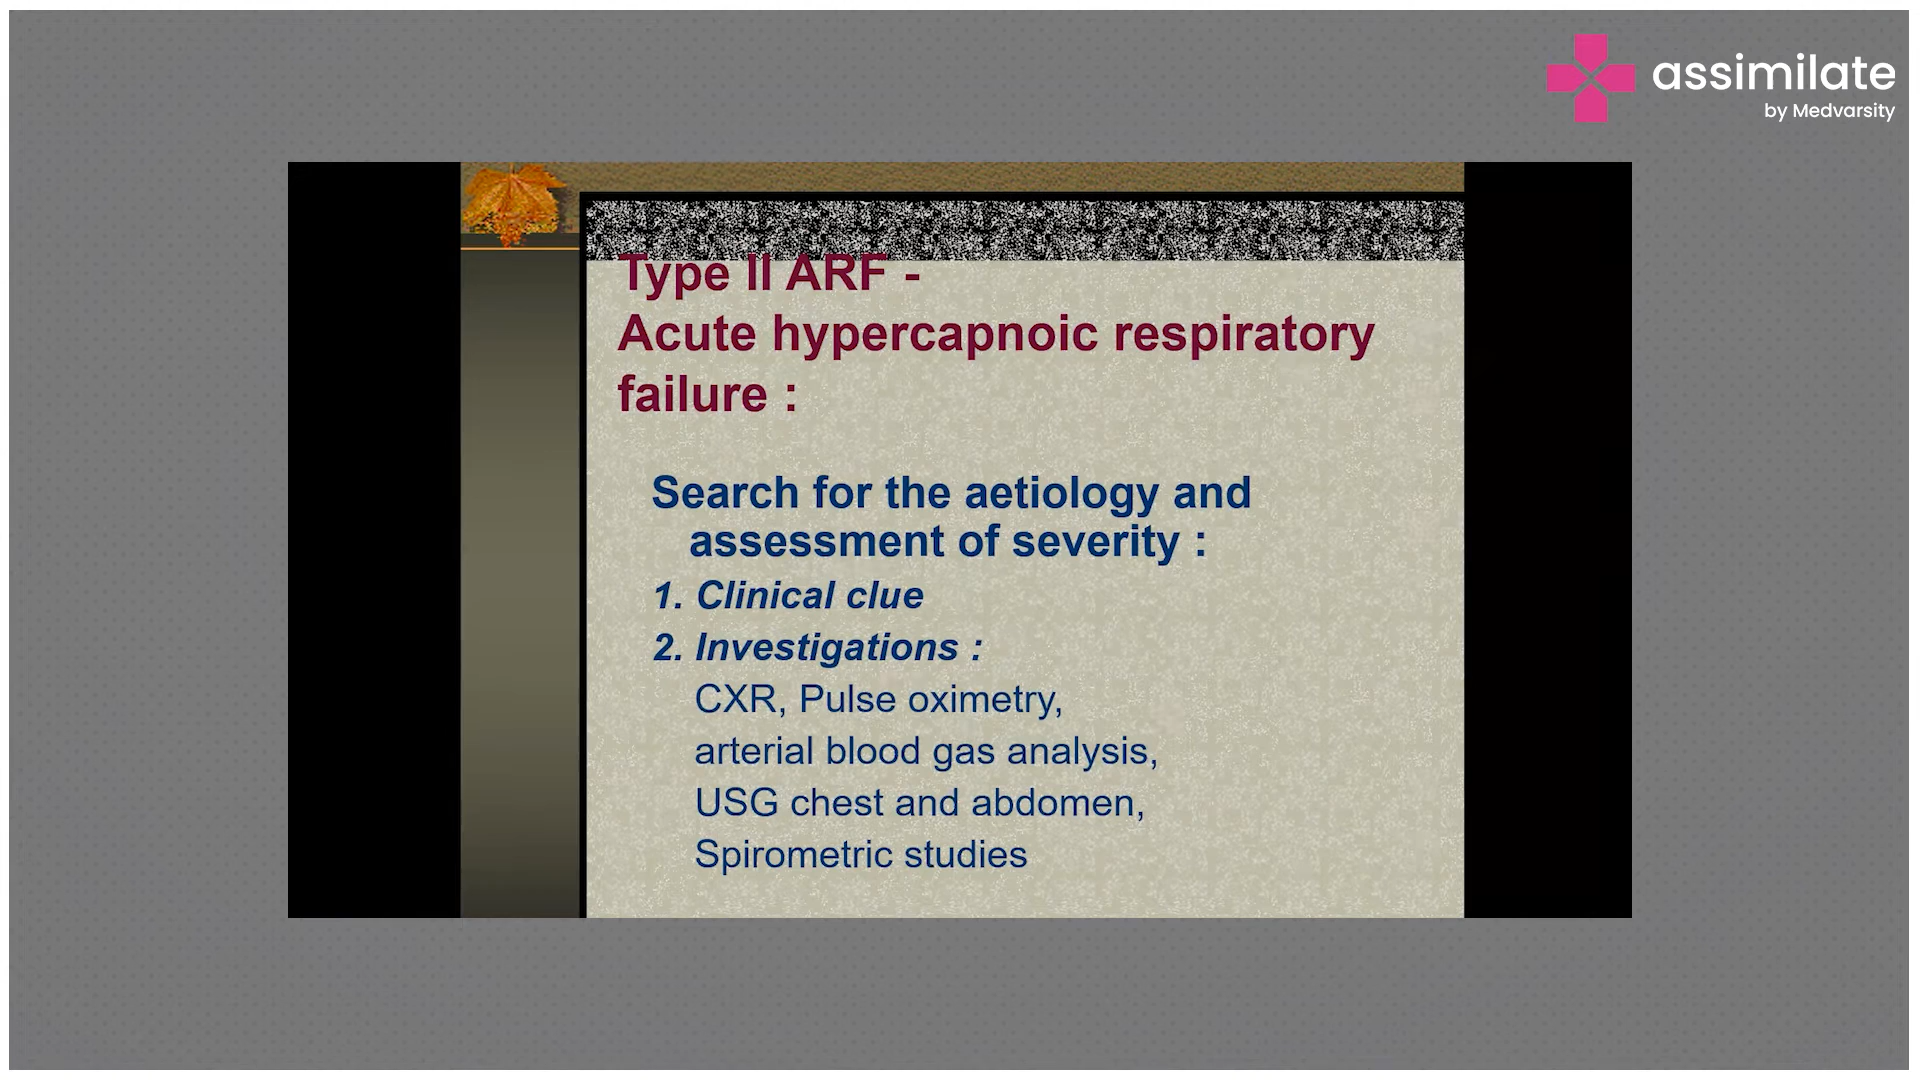 assimilate
by Medvarsity
Type II ARF -
Acute hypercapnoic respiratory
failure :
Search for the aetiology and
assessment of severity :
1. Clinical clue
2. Investigations :
CXR, Pulse oximetry,
arterial blood gas analysis,
USG chest and abdomen,
Spirometric studies